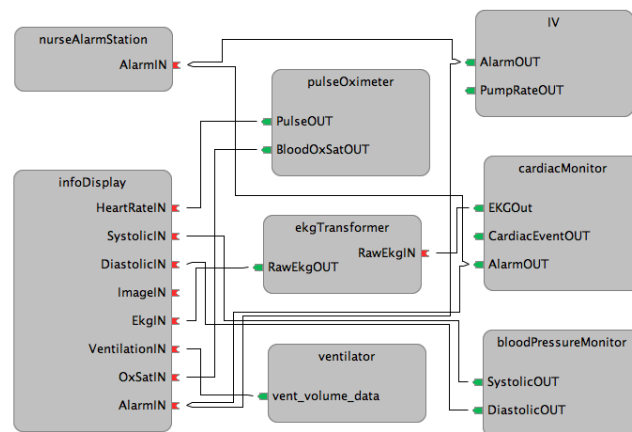 nurseAlarmStation
AlarmIN
IV
AlarmOUT
PumpRateOUT
pulseOximeter
PulseOUT
BloodOxSatOUT
infoDisplay
HeartRateIN
SystolicIN
DiastolicIN
ImageIN
EkgIN
VentilationIN
OxSatIN
AlarmIN
ekgTransformer
RawEkgIN
RawEkgOUT
cardiacMonitor
EKGOut
CardiacEventOUT
AlarmOUT
ventilator
vent_volume_data
bloodPressureMonitor
SystolicOUT
DiastolicOUT